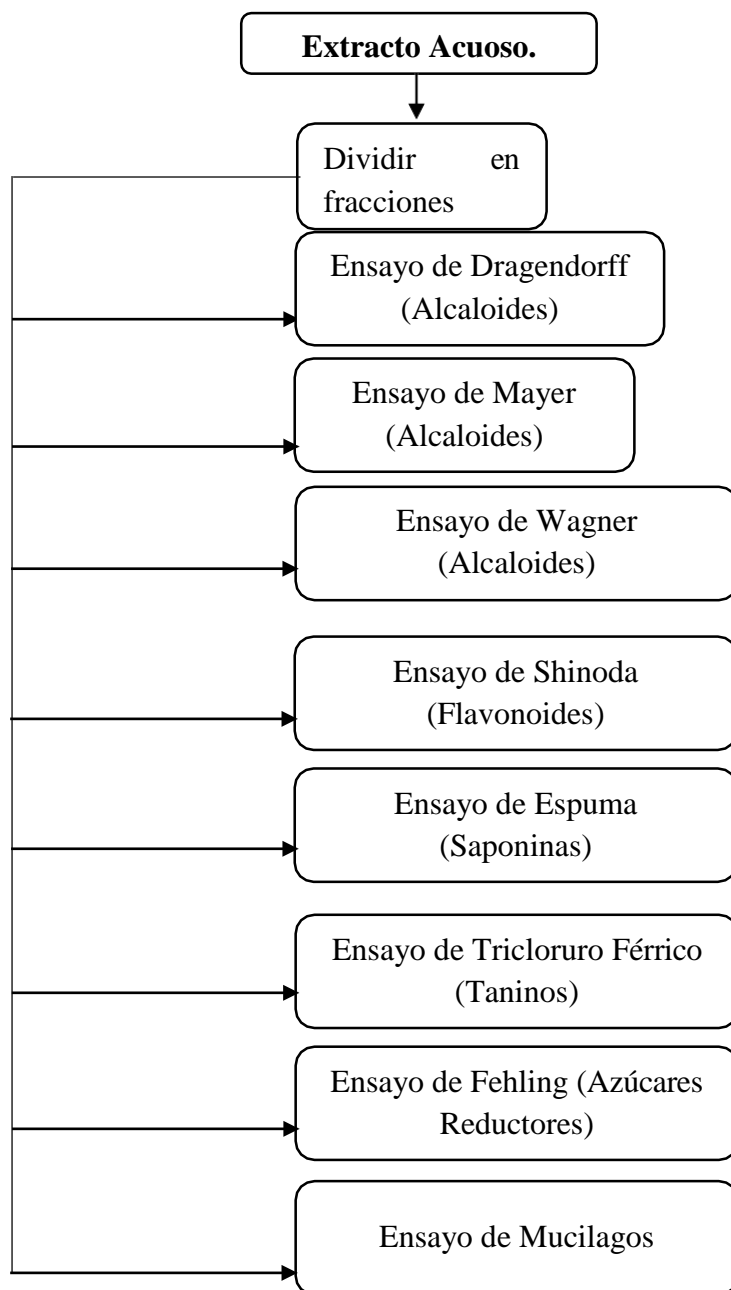 Extracto Acuoso.
Dividir en
fracciones
Ensayo de Dragendorff
(Alcaloides)
Ensayo de Mayer
(Alcaloides)
Ensayo de Wagner
(Alcaloides)
Ensayo de Shinoda
(Flavonoides)
Ensayo de Espuma
(Saponinas)
Ensayo de Tricloruro Férrico
(Taninos)
Ensayo de Fehling (Azúcares
Reductores)
Ensayo de Mucilagos